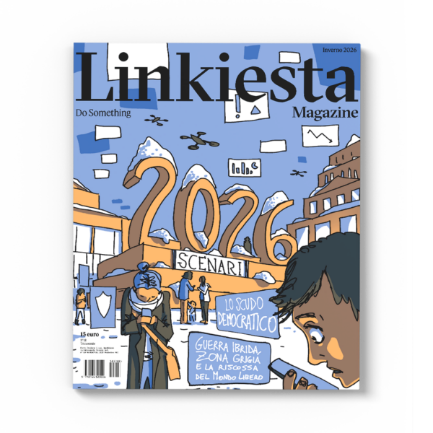 Inverno 2026
Linkiesta
Do Something
Magazine
2026
SCENARI
LO SCUDO
DEMOCRATICO
GUERRA IBRIDA,
ZONA GRIGIA
E LA RISCOSSA
DEL MONDO LIBERO
15 euro